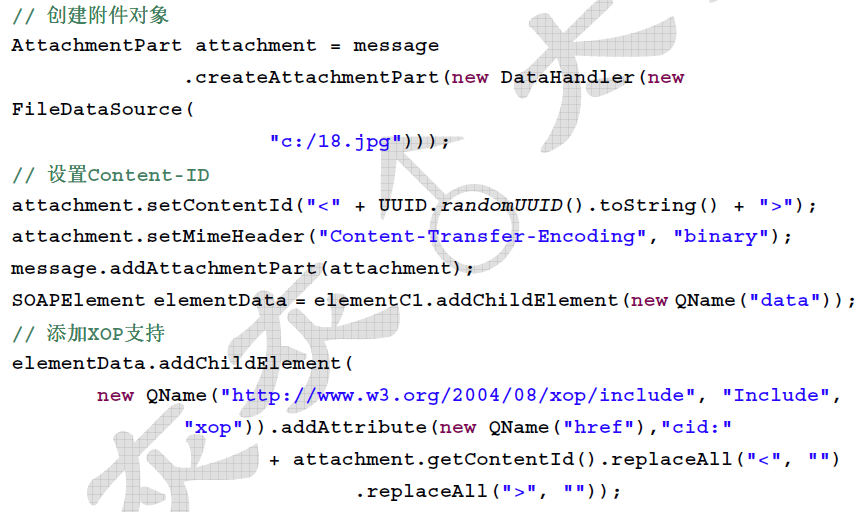 // 创建附件对象
AttachmentPart attachment = message
.createAttachmentPart(new DataHandler(new
FileDataSource(
"c:/18.jpg")));
// 设置Content-ID
attachment.setContentId("<" + UUID.randomUUID().toString() + ">");
attachment.setMimeHeader("Content-Transfer-Encoding", "binary");
message.addAttachmentPart(attachment);
SOAPElement elementData = elementC1.addChildElement(new QName("data"));
// 添加XOP支持
elementData.addChildElement(
new QName("http://www.w3.org/2004/08/xop/include", "Include",
"xop")).addAttribute(new QName("href"),"cid:"
+ attachment.getContentId().replaceAll("<", "")
.replaceAll(">", ""));